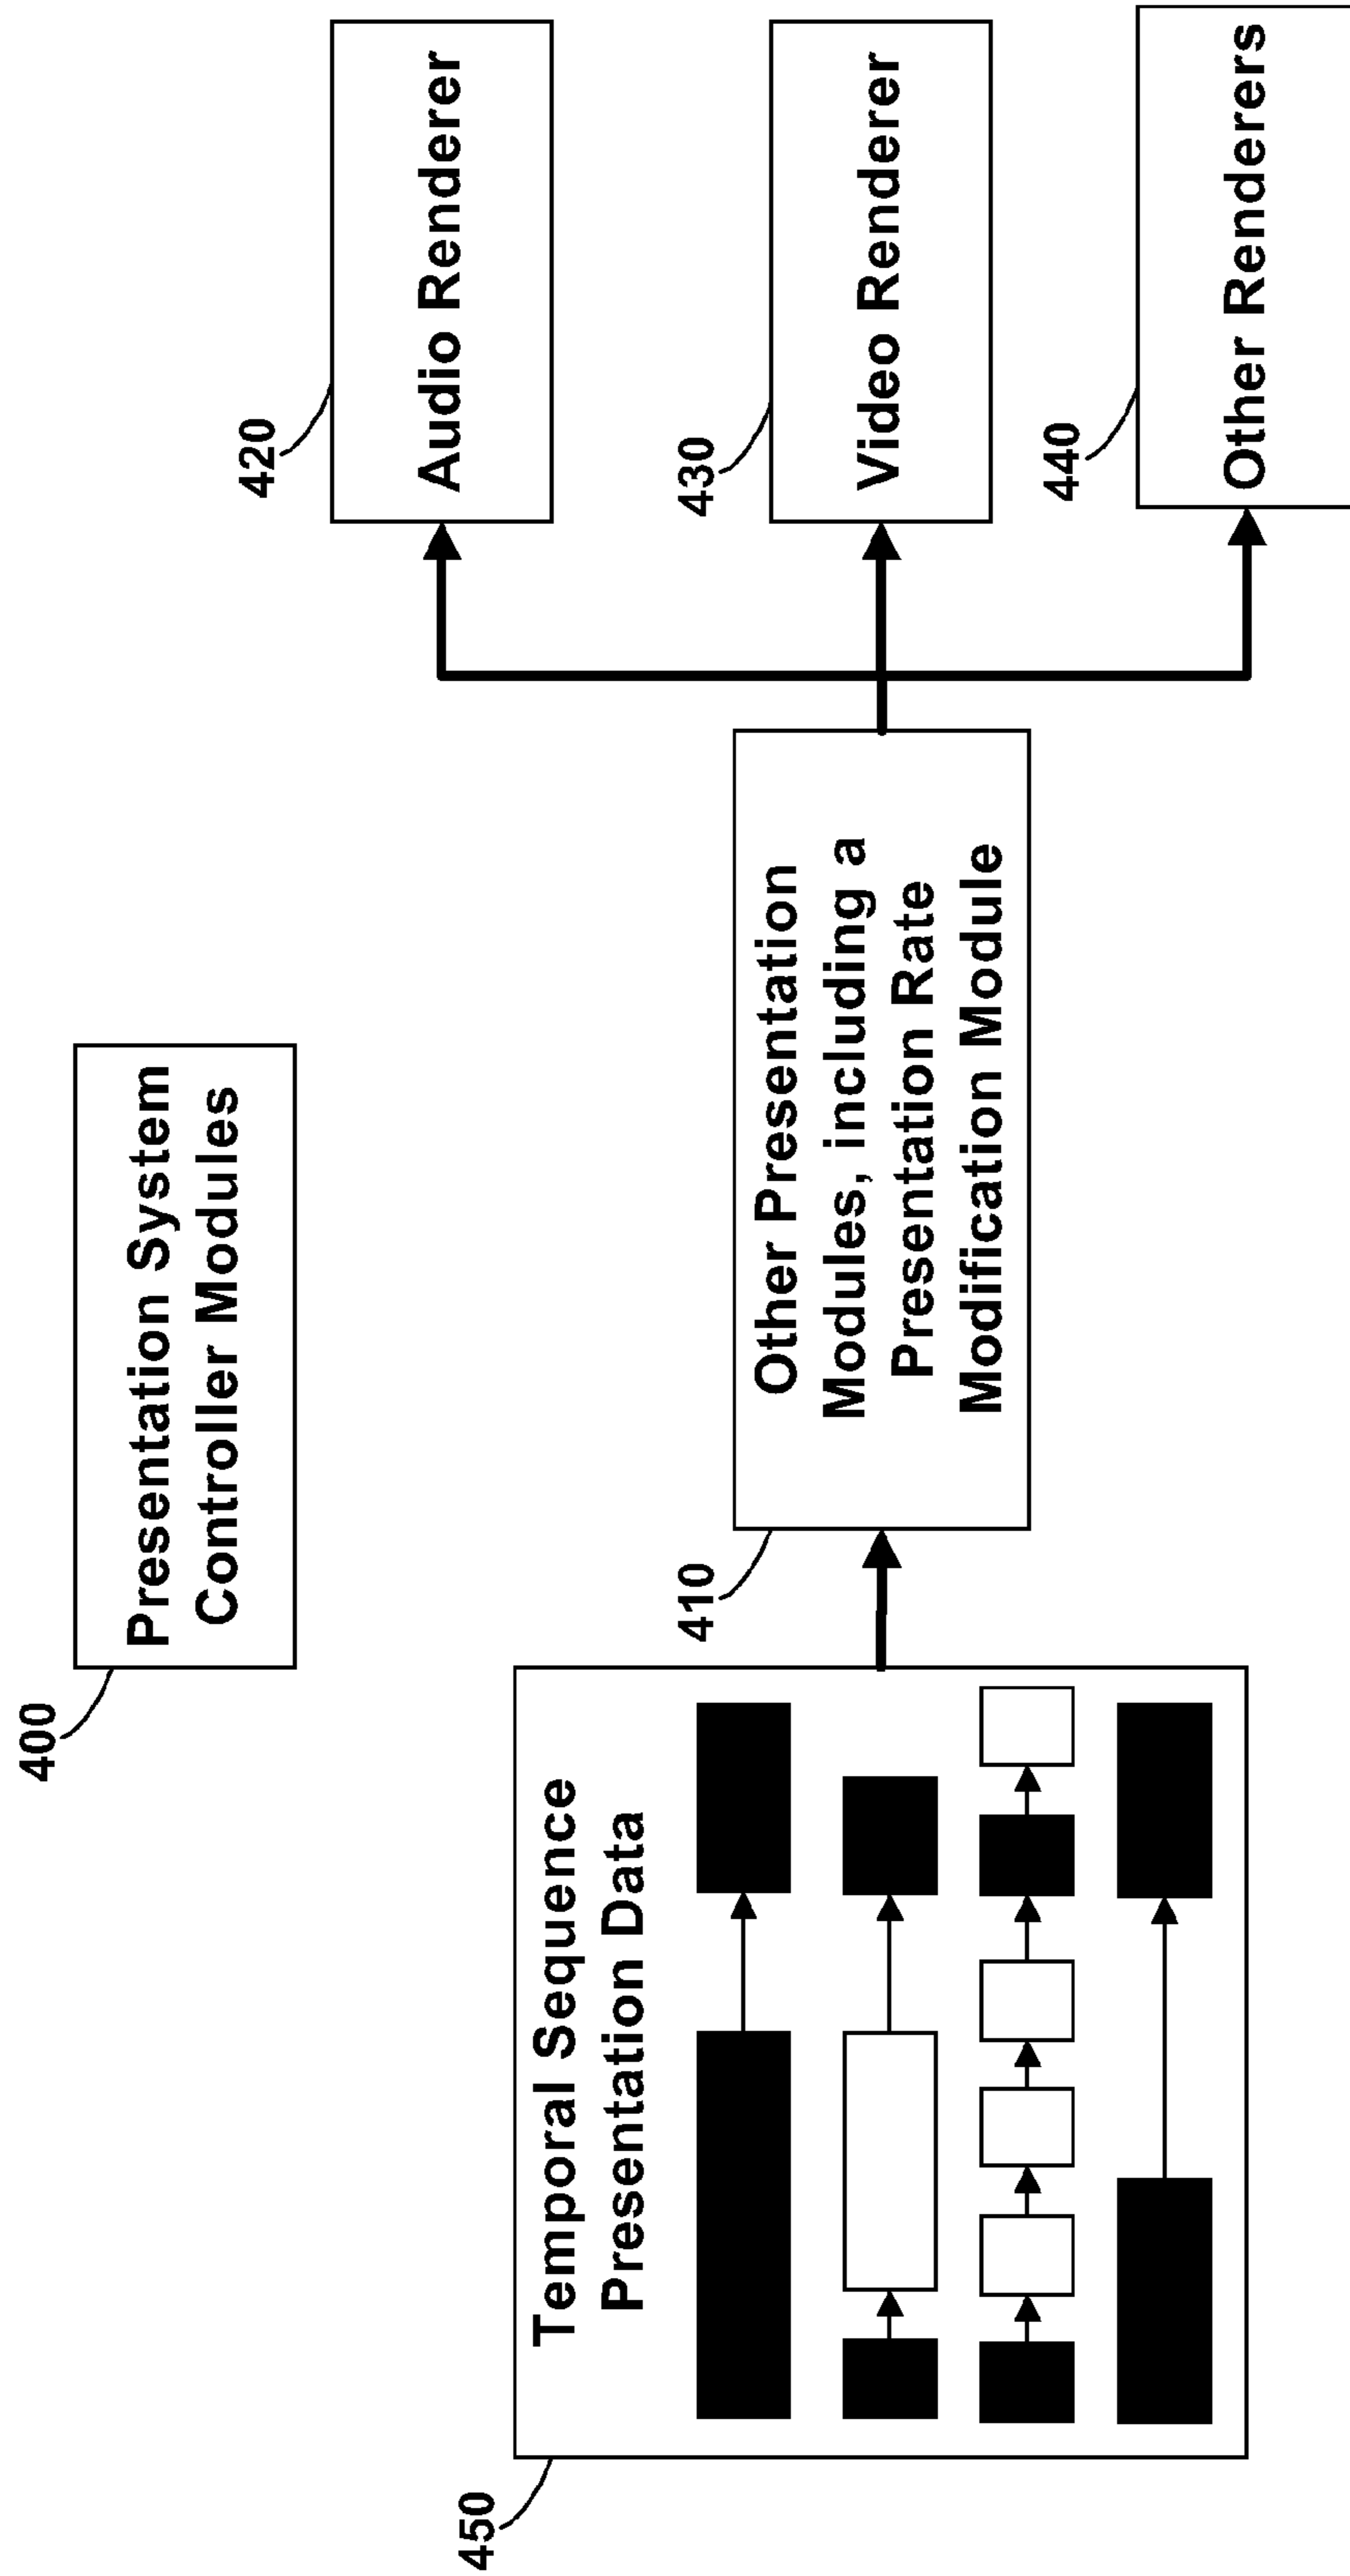 400
Presentation System
Controller Modules
420
Audio Renderer
450
Temporal Sequence
Presentation Data
410
Other Presentation
Modules, including a
Presentation Rate
Modification Module
430
Video Renderer
440
Other Renderers